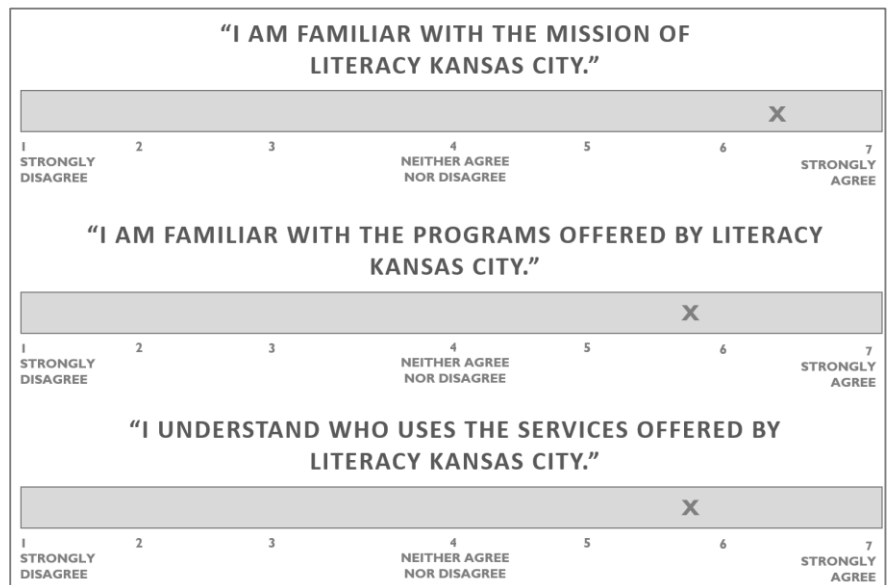 “I AM FAMILIAR WITH THE MISSION OF
LITERACY KANSAS CITY.”
X
1 2 3 4 5 6 7
STRONGLY DISAGREE NEITHER AGREE NOR DISAGREE STRONGLY AGREE
“I AM FAMILIAR WITH THE PROGRAMS OFFERED BY LITERACY
KANSAS CITY.”
X
1 2 3 4 5 6 7
STRONGLY DISAGREE NEITHER AGREE NOR DISAGREE STRONGLY AGREE
“I UNDERSTAND WHO USES THE SERVICES OFFERED BY
LITERACY KANSAS CITY.”
X
1 2 3 4 5 6 7
STRONGLY DISAGREE NEITHER AGREE NOR DISAGREE STRONGLY AGREE